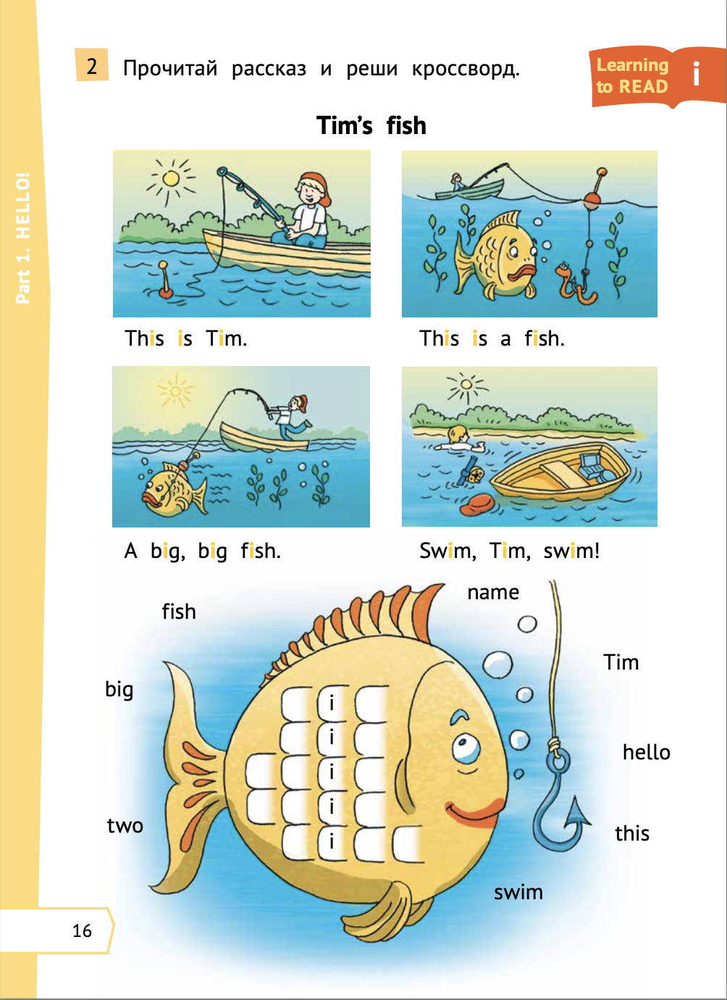 2 Прочитай рассказ и реши кроссворд.
Learning
to READ
i
Tim's fish
Part 1. HELLO!
This is Tim.
This is a fish.
A big, big fish.
Swim, Tim, swim!
name
fish
Tim
big
i
i
hello
i
i
two
this
i
swim
16